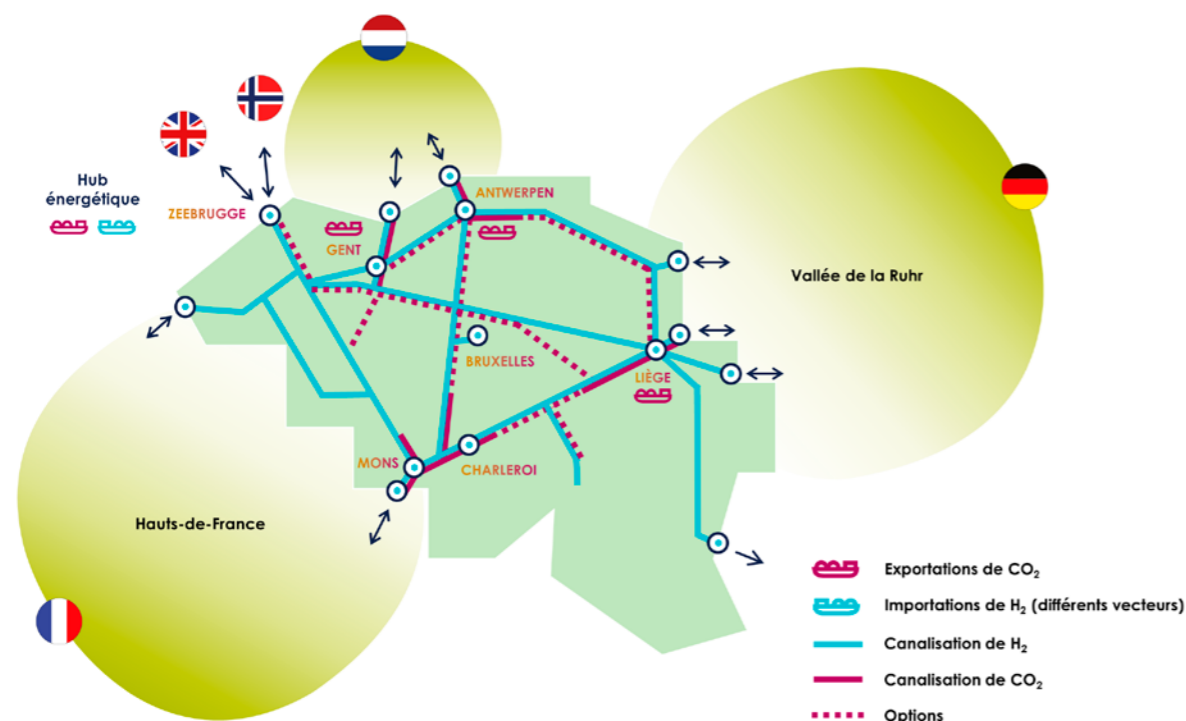 Hub
énergétique
ZEEBRUGGE
ANTWERPEN
GENT
Vallée de la Ruhr
BRUXELLES
LIÈGE
MONS
CHARLEROI
Hauts-de-France
Exportations de CO₂
Importations de H₂ (différents vecteurs)
Canalisation de H₂
Canalisation de CO₂
Options